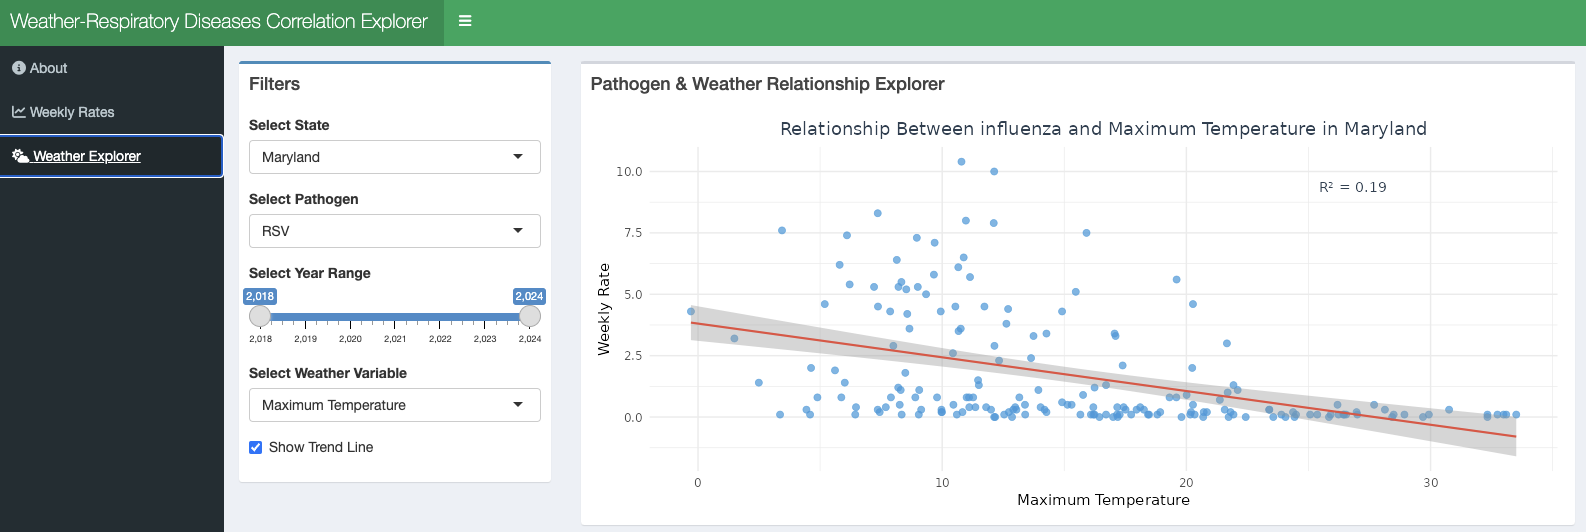 Weather-Respiratory Diseases Correlation Explorer
About
Weekly Rates
Weather Explorer
Filters
Select State
Maryland
Select Pathogen
RSV
Select Year Range
2,018 2,024
2,018 2,019 2,020 2,021 2,022 2,023 2,024
Select Weather Variable
Maximum Temperature
Show Trend Line
Pathogen & Weather Relationship Explorer
Relationship Between influenza and Maximum Temperature in Maryland
R² = 0.19
Weekly Rate
10.0
7.5
5.0
2.5
0.0
0 10 20 30
Maximum Temperature